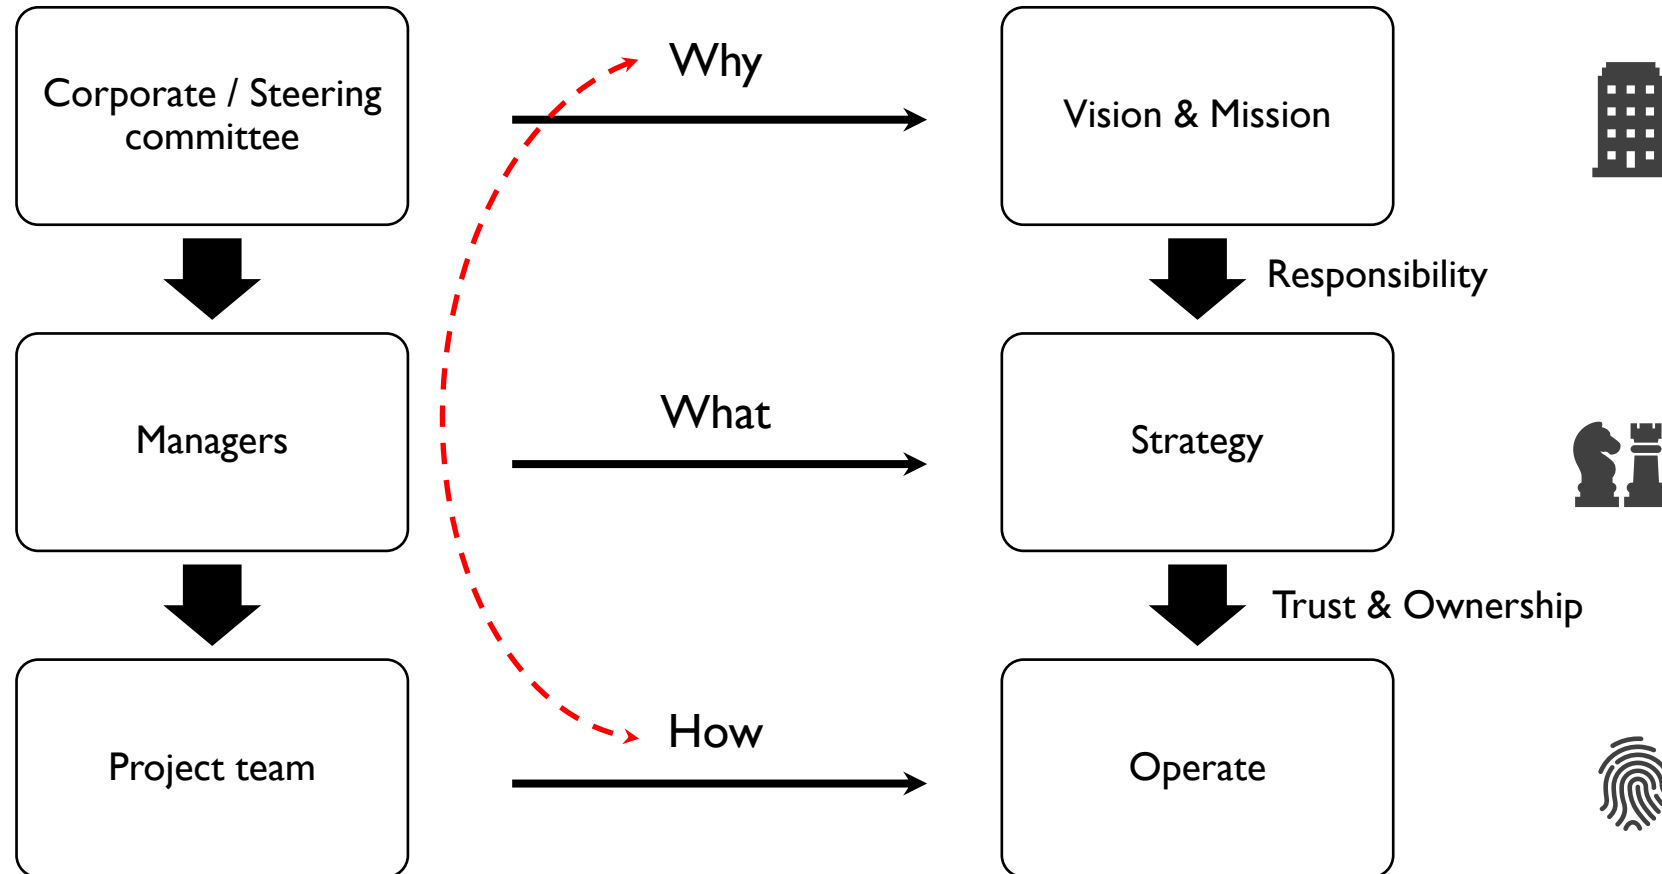 Corporate / Steering
committee
Why
Vision & Mission
Responsibility
Managers
What
Strategy
Trust & Ownership
Project team
How
Operate